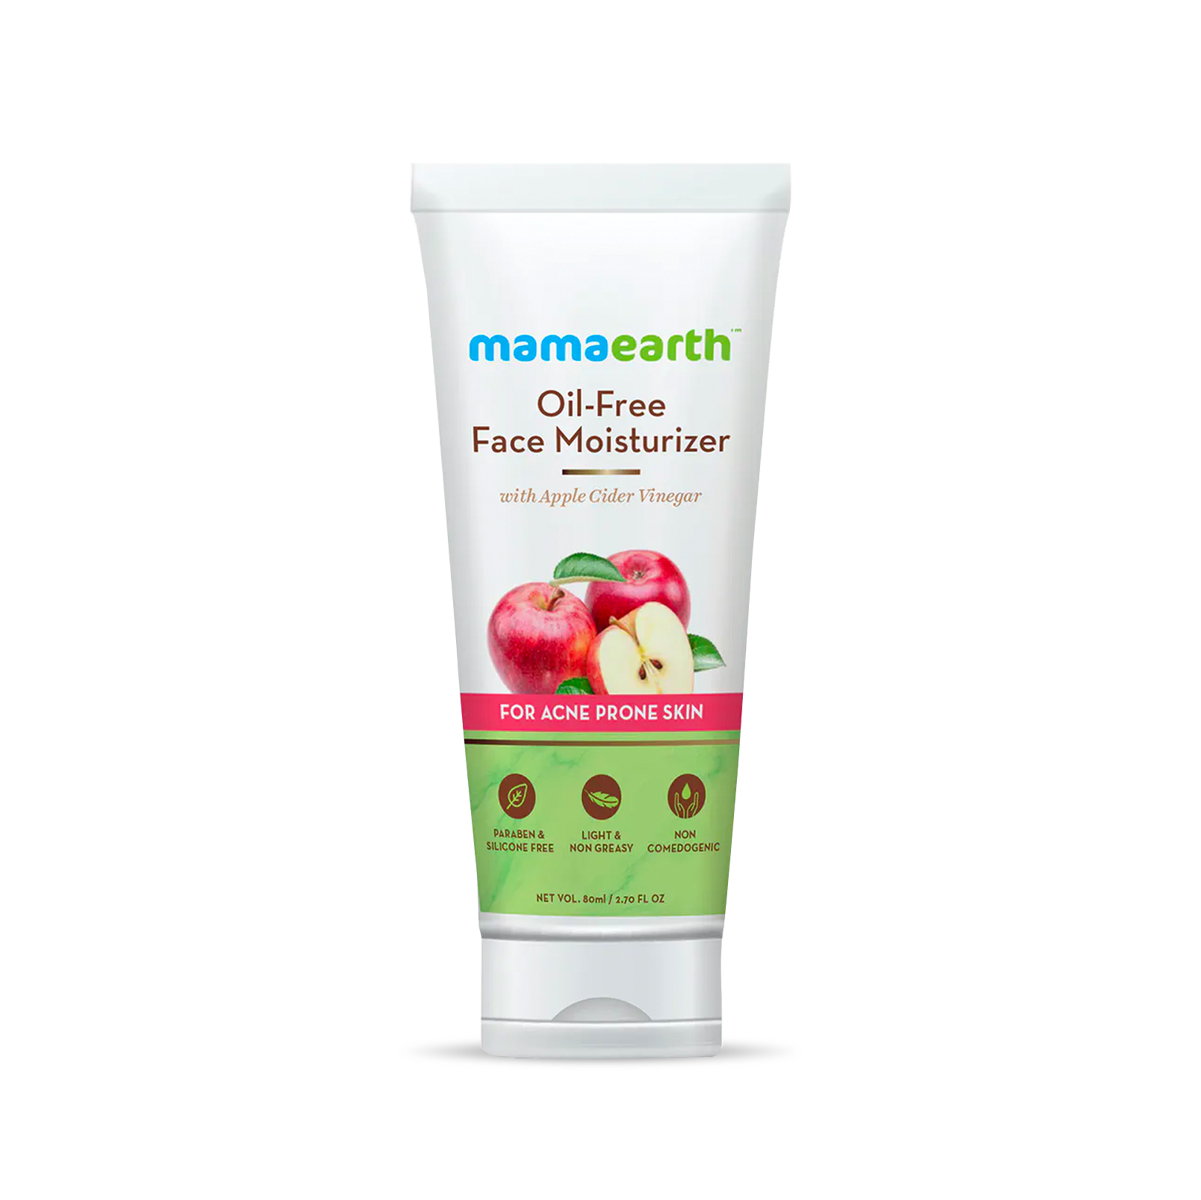 mamaearth™
Oil-Free
Face Moisturizer
with Apple Cider Vinegar
FOR ACNE PRONE SKIN
PARABEN &
SILICONE FREE
LIGHT &
NON GREASY
NON
COMEDOGENIC
NET VOL. 80ml / 2.70 FL OZ